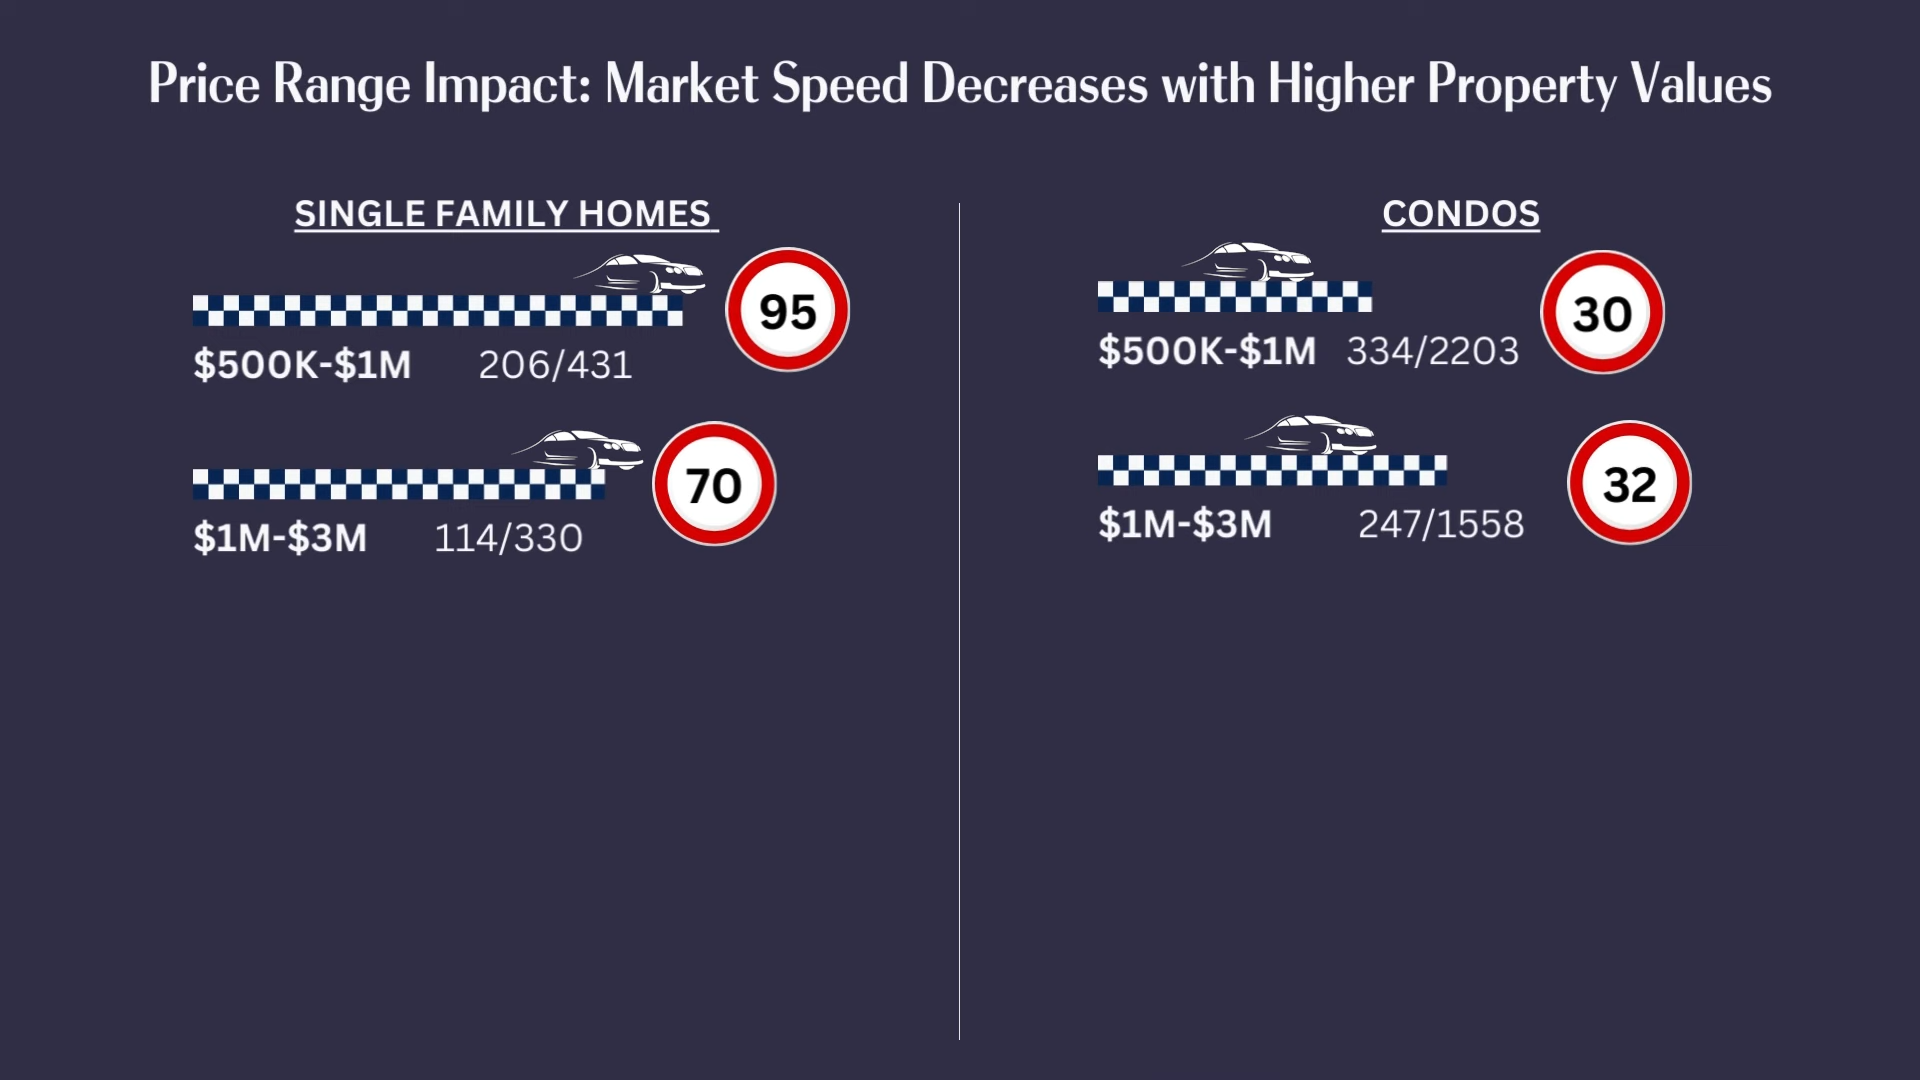 Price Range Impact: Market Speed Decreases with Higher Property Values
SINGLE FAMILY HOMES
95
$500K-$1M 206/431
70
$1M-$3M 114/330
CONDOS
30
$500K-$1M 334/2203
32
$1M-$3M 247/1558